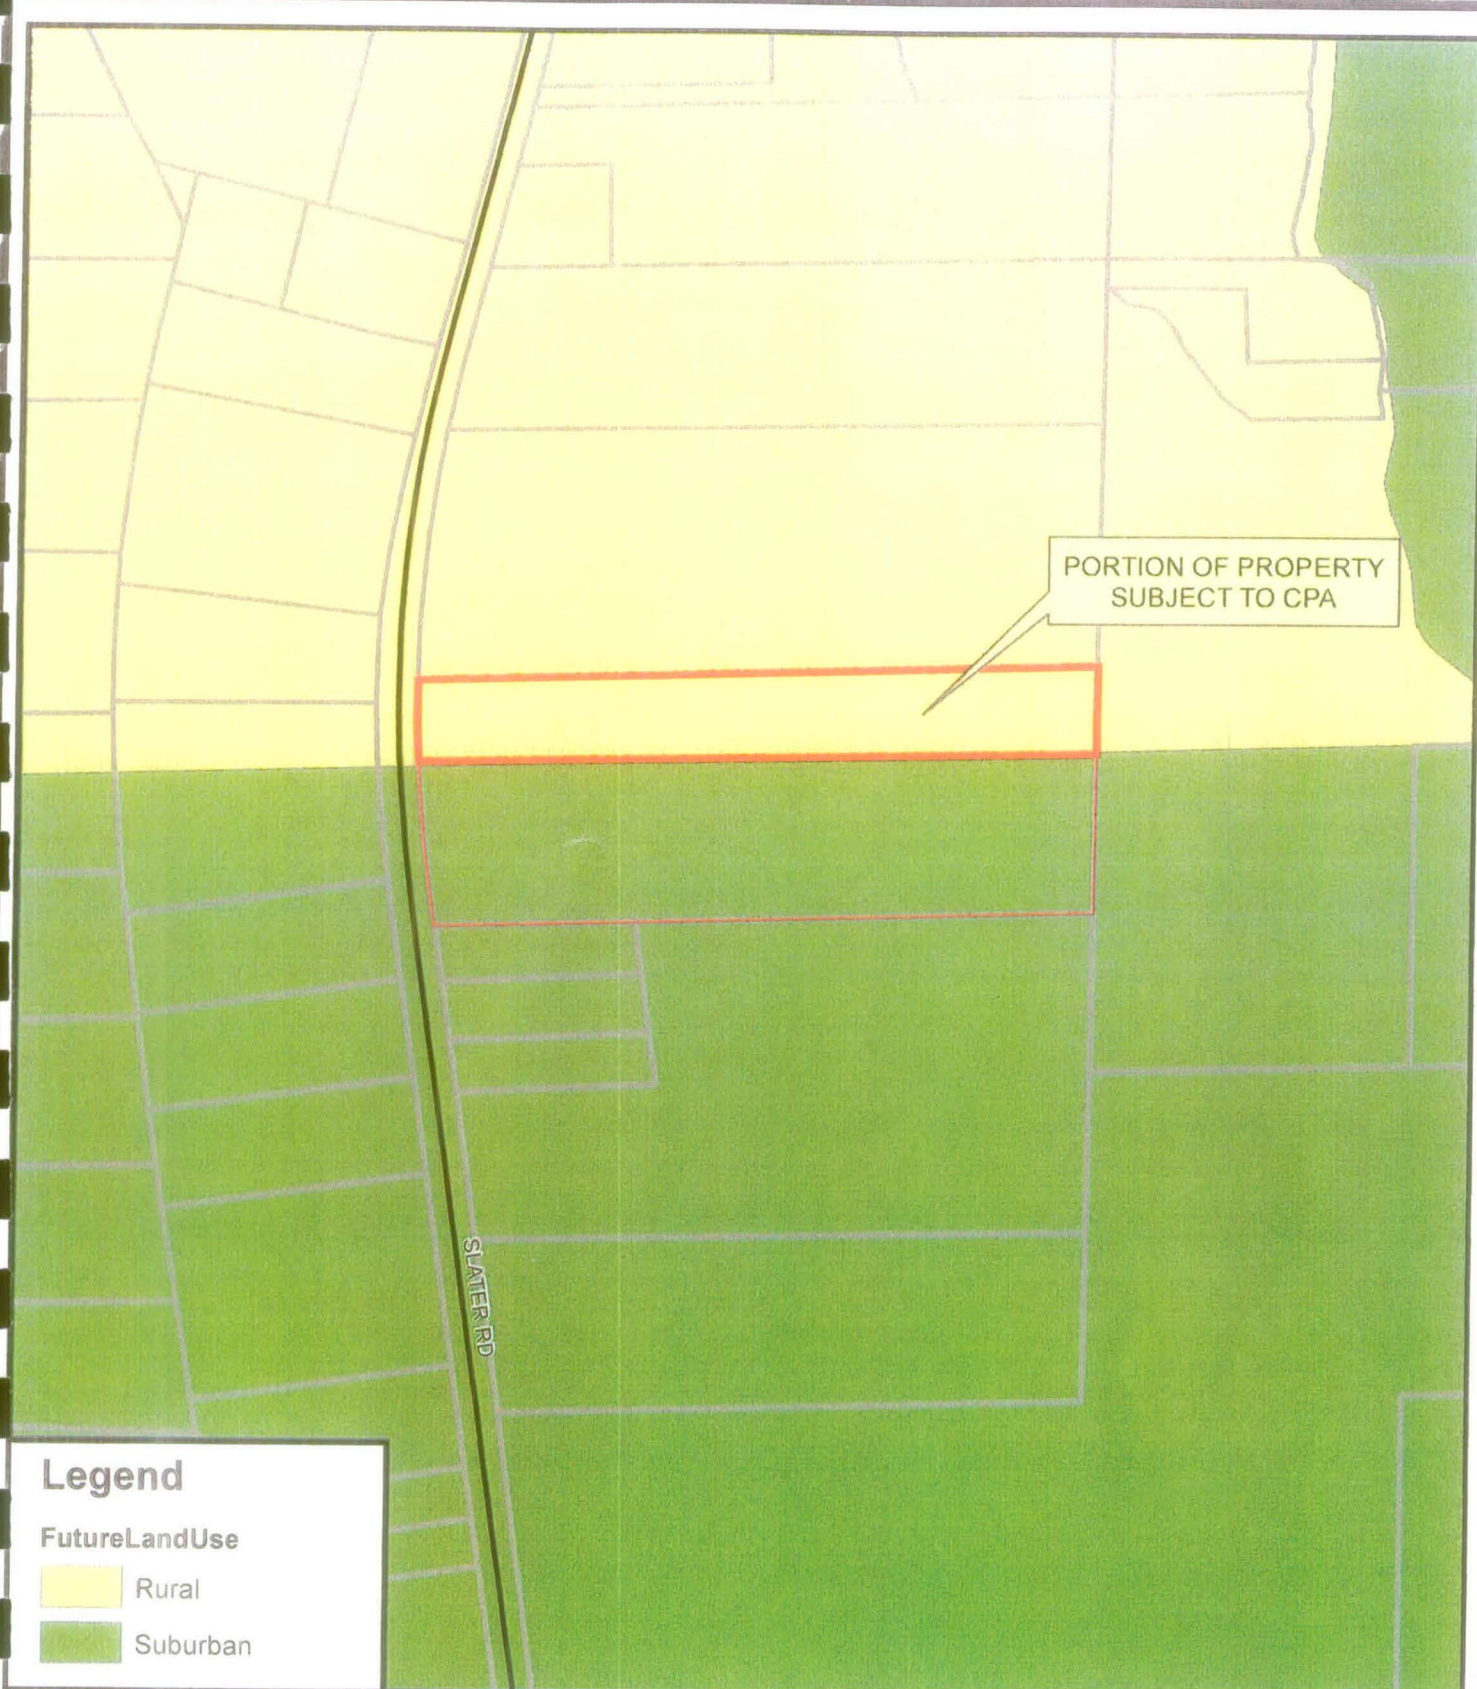 PORTION OF PROPERTY
SUBJECT TO CPA
SLATER RD
Legend
FutureLandUse
Rural
Suburban